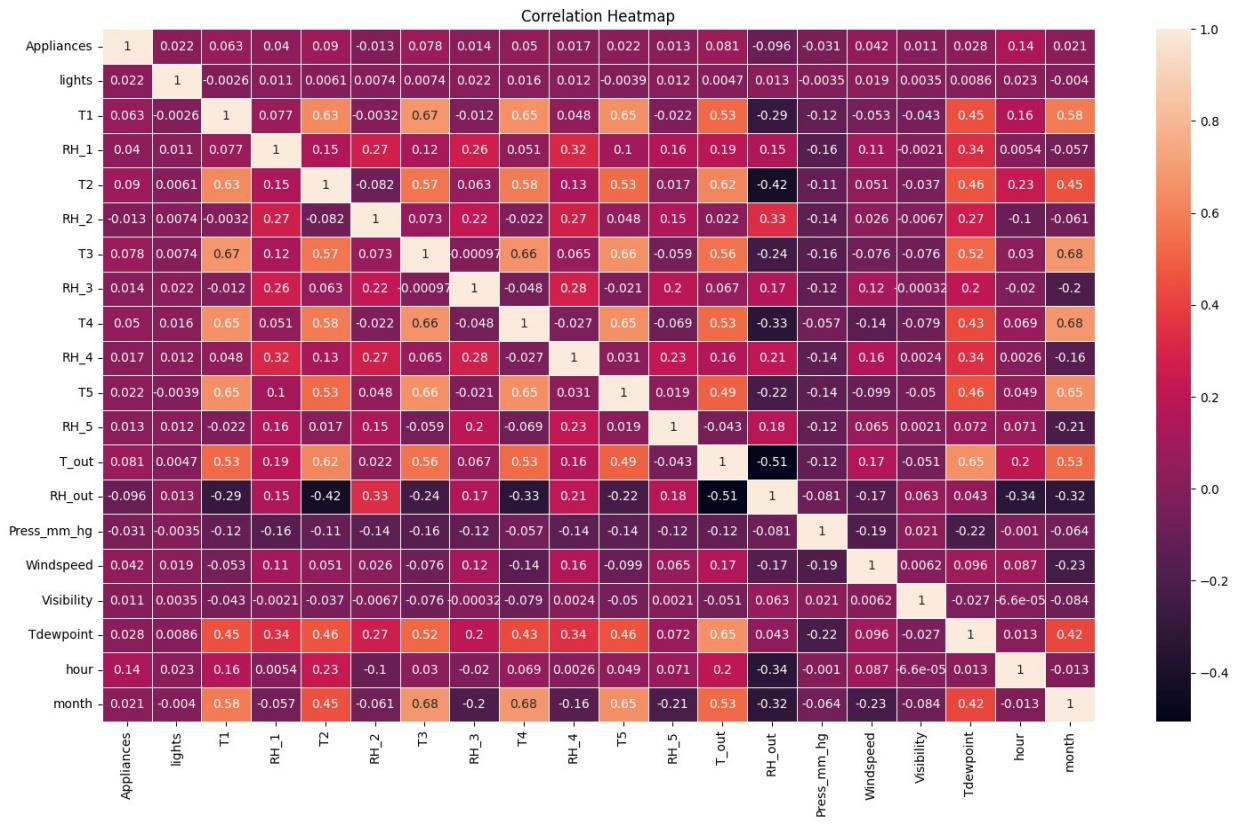 Correlation Heatmap
Appliances 1 0.022 0.063 0.04 0.09 -0.013 0.078 0.014 0.05 0.017 0.022 0.013 0.081 -0.096 -0.031 0.042 0.011 0.028 0.14 0.021
lights 0.022 1 -0.0026 0.011 0.0061 0.0074 0.0074 0.022 0.016 0.012 -0.0039 0.012 0.0047 0.013 -0.0035 0.019 0.0035 0.0086 0.023 -0.004
T1 0.063 -0.0026 1 0.077 0.63 -0.0032 0.67 -0.012 0.65 0.048 0.65 -0.022 0.53 -0.29 -0.12 -0.053 -0.043 0.45 0.16 0.58
RH_1 0.04 0.011 0.077 1 0.15 0.27 0.12 0.26 0.051 0.32 0.1 0.16 0.19 0.15 -0.16 0.11 -0.0021 0.34 0.0054 -0.057
T2 0.09 0.0061 0.63 0.15 1 -0.082 0.57 0.063 0.58 0.13 0.53 0.017 0.62 -0.42 -0.11 0.051 -0.037 0.46 0.23 0.45
RH_2 -0.013 0.0074 -0.0032 0.27 -0.082 1 0.073 0.22 -0.022 0.27 0.048 0.15 0.022 0.33 -0.14 0.026 -0.0067 0.27 -0.1 -0.061
T3 0.078 0.0074 0.67 0.12 0.57 0.073 1 -0.00097 0.66 0.065 0.66 -0.059 0.56 -0.24 -0.16 -0.076 -0.076 0.52 0.03 0.68
RH_3 0.014 0.022 -0.012 0.26 0.063 0.22 -0.00097 1 -0.048 0.28 -0.021 0.2 0.067 0.17 -0.12 0.12 -0.00032 0.2 -0.02 -0.2
T4 0.05 0.016 0.65 0.051 0.58 -0.022 0.66 -0.048 1 -0.027 0.65 -0.069 0.53 -0.33 -0.057 -0.14 -0.079 0.43 0.069 0.68
RH_4 0.017 0.012 0.048 0.32 0.13 0.27 0.065 0.28 -0.027 1 0.031 0.23 0.16 0.21 -0.14 0.16 0.0024 0.34 0.0026 -0.16
T5 0.022 -0.0039 0.65 0.1 0.53 0.048 0.66 -0.021 0.65 0.031 1 0.019 0.49 -0.22 -0.14 -0.099 -0.05 0.46 0.049 0.65
RH_5 0.013 0.012 -0.022 0.16 0.017 0.15 -0.059 0.2 -0.069 0.23 0.019 1 -0.043 0.18 -0.12 0.065 0.0021 0.072 0.071 -0.21
T_out 0.081 0.0047 0.53 0.19 0.62 0.022 0.56 0.067 0.53 0.16 0.49 -0.043 1 -0.51 -0.12 0.17 -0.051 0.65 0.2 0.53
RH_out -0.096 0.013 -0.29 0.15 -0.42 0.33 -0.24 0.17 -0.33 0.21 -0.22 0.18 -0.51 1 -0.081 -0.17 0.063 0.043 -0.34 -0.32
Press_mm_hg -0.031 -0.0035 -0.12 -0.16 -0.11 -0.14 -0.16 -0.12 -0.057 -0.14 -0.14 -0.12 -0.12 -0.081 1 -0.19 0.021 -0.22 -0.001 -0.064
Windspeed 0.042 0.019 -0.053 0.11 0.051 0.026 -0.076 0.12 -0.14 0.16 -0.099 0.065 0.17 -0.17 -0.19 1 0.0062 0.096 0.087 -0.23
Visibility 0.011 0.0035 -0.043 -0.0021 -0.037 -0.0067 -0.076 -0.00032 -0.079 0.0024 -0.05 0.0021 -0.051 0.063 0.021 0.0062 1 -0.027 -6.6e-05 -0.084
Tdewpoint 0.028 0.0086 0.45 0.34 0.46 0.27 0.52 0.2 0.43 0.34 0.46 0.072 0.65 0.043 -0.22 0.096 -0.027 1 0.013 0.42
hour 0.14 0.023 0.16 0.0054 0.23 -0.1 0.03 -0.02 0.069 0.0026 0.049 0.071 0.2 -0.34 -0.001 0.087 -6.6e-05 0.013 1 -0.013
month 0.021 -0.004 0.58 -0.057 0.45 -0.061 0.68 -0.2 0.68 -0.16 0.65 -0.21 0.53 -0.32 -0.064 -0.23 -0.084 0.42 -0.013 1
Appliances lights T1 RH_1 T2 RH_2 T3 RH_3 T4 RH_4 T5 RH_5 T_out RH_out Press_mm_hg Windspeed Visibility Tdewpoint hour month
1.0
0.8
0.6
0.4
0.2
0.0
−0.2
−0.4